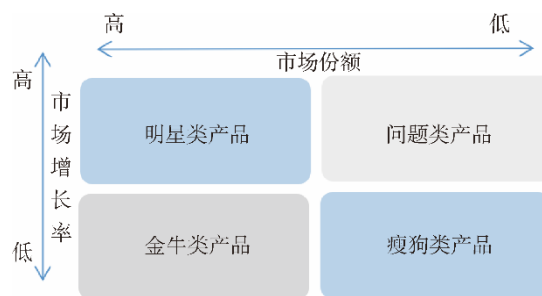 高 低
市场份额
高
市场增长率
低
明星类产品 问题类产品
金牛类产品 瘦狗类产品